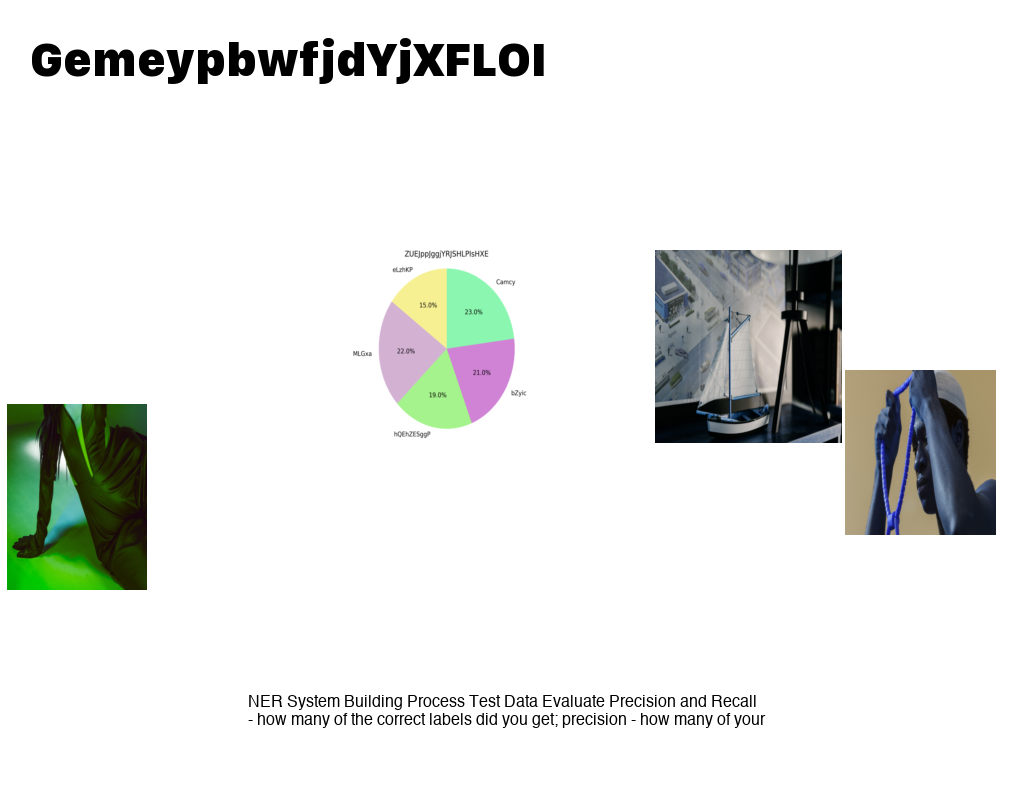 GemeypbwfjdYjXFLOI
ZUEJppJggjYRJSHLPIsHXE
eLzhKP
Camcy
15.0%
23.0%
MLGxa
22.0%
21.0%
bZyic
19.0%
hQEhZESggP
NER System Building Process Test Data Evaluate Precision and Recall
- how many of the correct labels did you get; precision - how many of your